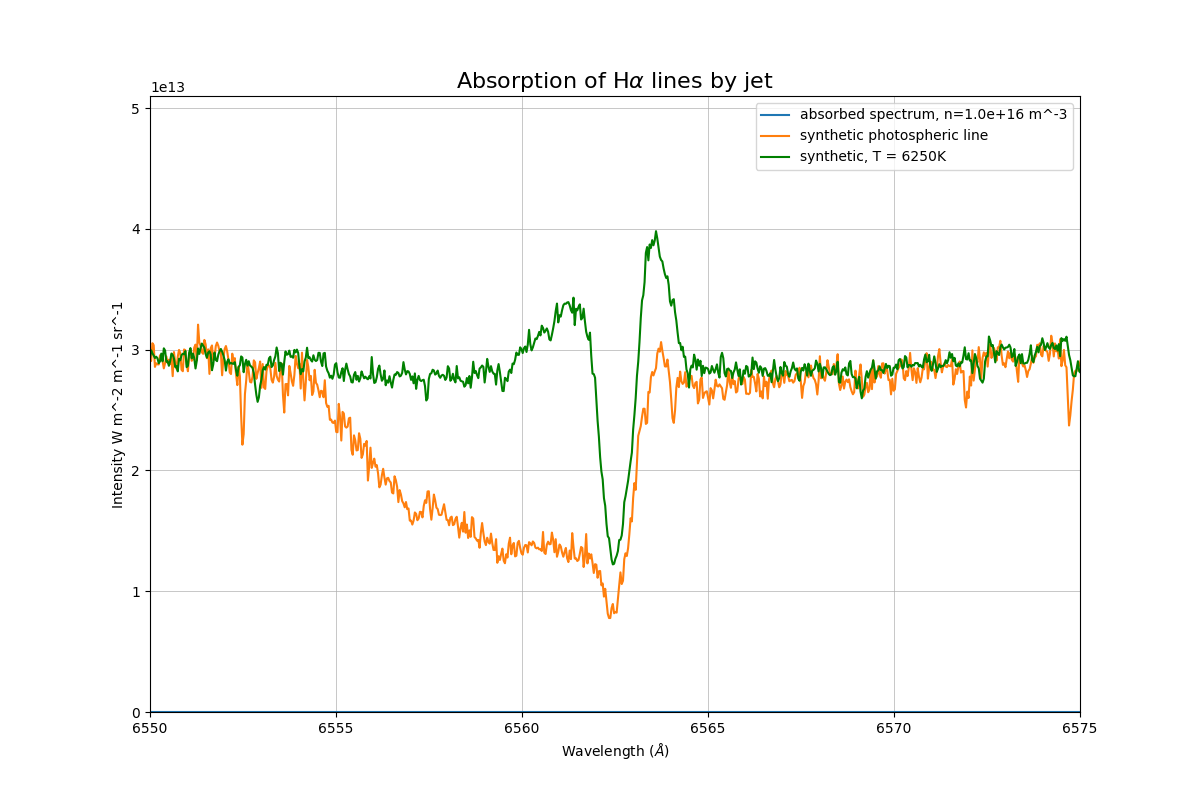 Absorption of Hα lines by jet
1e13
absorbed spectrum, n=1.0e+16 m^-3
synthetic photospheric line
synthetic, T = 6250K
5
4
3
2
1
0
Intensity W m^-2 m^-1 sr^-1
6550 6555 6560 6565 6570 6575
Wavelength (Å)